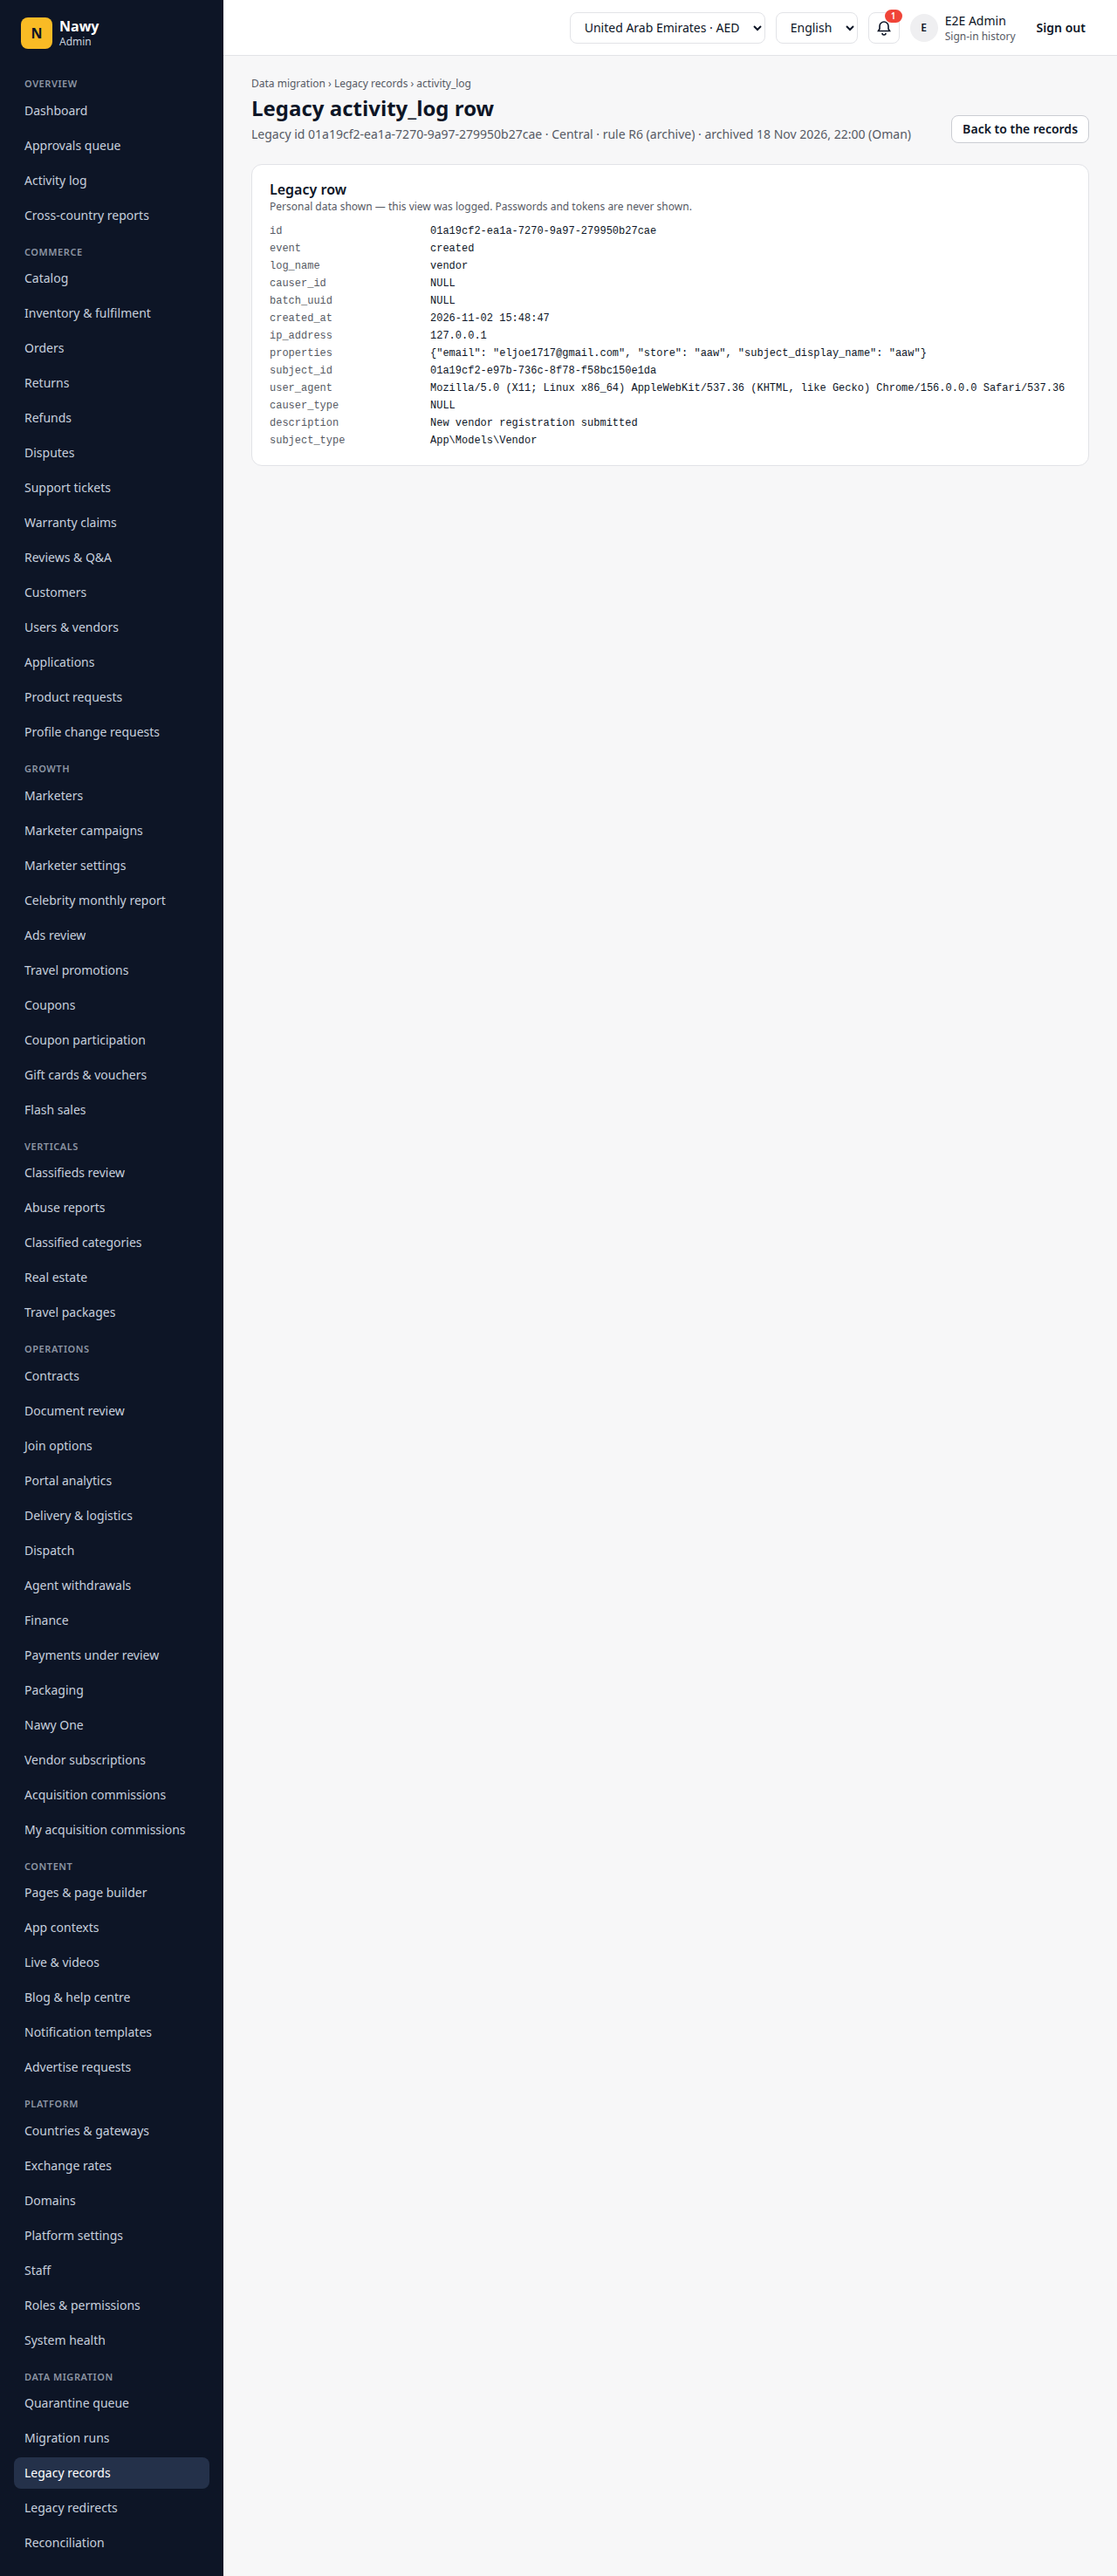 N
Nawy
Admin
OVERVIEW
Dashboard
Approvals queue
Activity log
Cross-country reports
COMMERCE
Catalog
Inventory & fulfilment
Orders
Returns
Refunds
Disputes
Support tickets
Warranty claims
Reviews & Q&A
Customers
Users & vendors
Applications
Product requests
Profile change requests
GROWTH
Marketers
Marketer campaigns
Marketer settings
Celebrity monthly report
Ads review
Travel promotions
Coupons
Coupon participation
Gift cards & vouchers
Flash sales
VERTICALS
Classifieds review
Abuse reports
Classified categories
Real estate
Travel packages
OPERATIONS
Contracts
Document review
Join options
Portal analytics
Delivery & logistics
Dispatch
Agent withdrawals
Finance
Payments under review
Packaging
Nawy One
Vendor subscriptions
Acquisition commissions
My acquisition commissions
CONTENT
Pages & page builder
App contexts
Live & videos
Blog & help centre
Notification templates
Advertise requests
PLATFORM
Countries & gateways
Exchange rates
Domains
Platform settings
Staff
Roles & permissions
System health
DATA MIGRATION
Quarantine queue
Migration runs
Legacy records
Legacy redirects
Reconciliation
United Arab Emirates · AED
English
1
E
E2E Admin
Sign-in history
Sign out
Data migration › Legacy records › activity_log
Legacy activity_log row
Legacy id 01a19cf2-ea1a-7270-9a97-279950b27cae · Central · rule R6 (archive) · archived 18 Nov 2026, 22:00 (Oman)
Back to the records
Legacy row
Personal data shown — this view was logged. Passwords and tokens are never shown.
id 01a19cf2-ea1a-7270-9a97-279950b27cae
event created
log_name vendor
causer_id NULL
batch_uuid NULL
created_at 2026-11-02 15:48:47
ip_address 127.0.0.1
properties {"email": "eljoe1717@gmail.com", "store": "aaw", "subject_display_name": "aaw"}
subject_id 01a19cf2-e97b-736c-8f78-f58bc150e1da
user_agent Mozilla/5.0 (X11; Linux x86_64) AppleWebKit/537.36 (KHTML, like Gecko) Chrome/156.0.0.0 Safari/537.36
causer_type NULL
description New vendor registration submitted
subject_type App\Models\Vendor